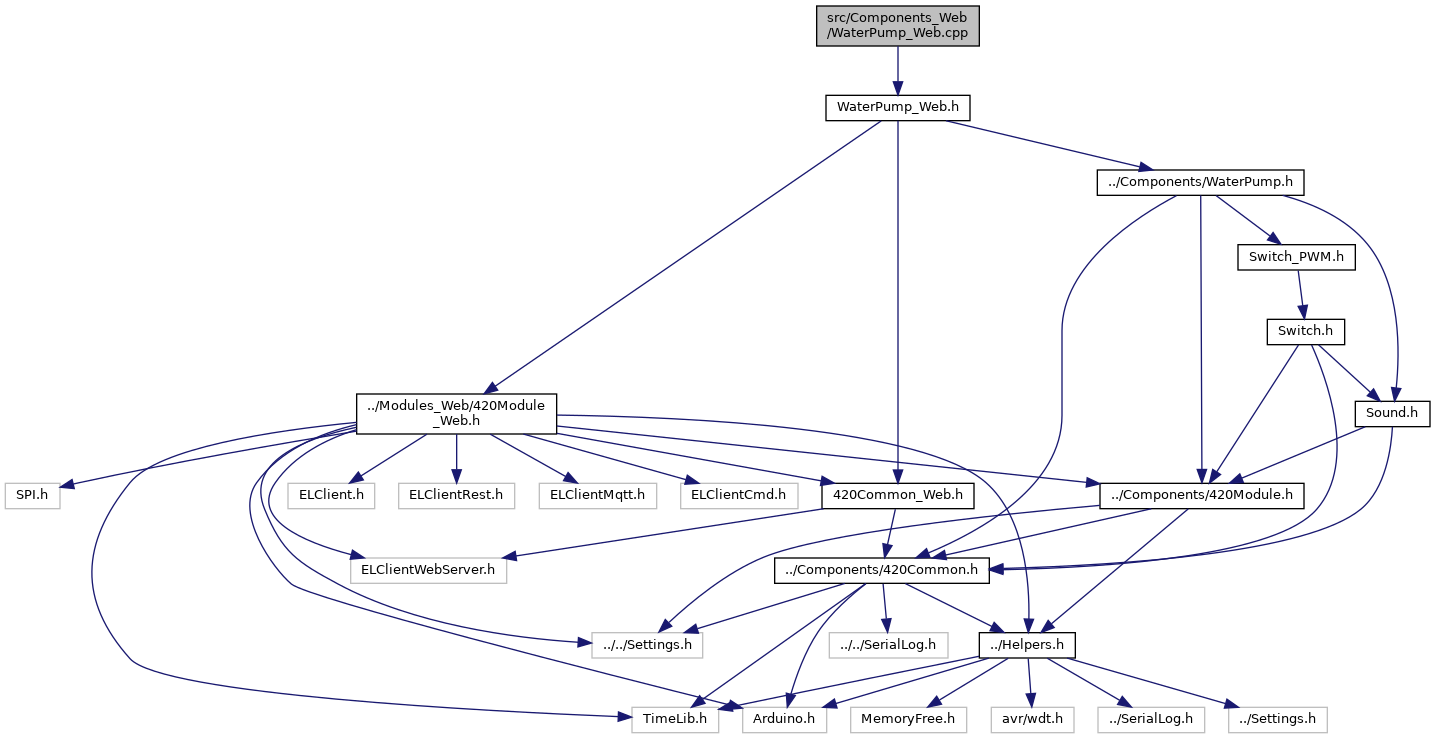 src/Components_Web
/WaterPump_Web.cpp
WaterPump_Web.h
../Components/WaterPump.h
Switch_PWM.h
Switch.h
../Modules_Web/420Module
_Web.h
Sound.h
SPI.h
ELClient.h
ELClientRest.h
ELClientMqtt.h
ELClientCmd.h
420Common_Web.h
../Components/420Module.h
ELClientWebServer.h
../Components/420Common.h
../../Settings.h
../../SerialLog.h
../Helpers.h
TimeLib.h
Arduino.h
MemoryFree.h
avr/wdt.h
../SerialLog.h
../Settings.h